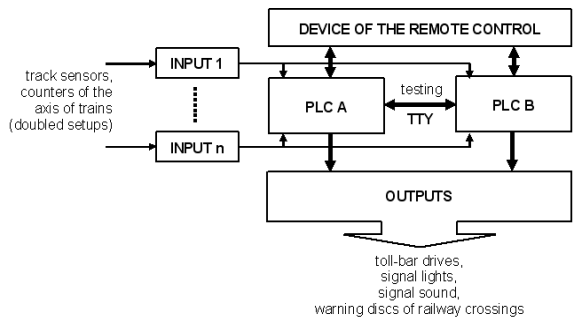 DEVICE OF THE REMOTE CONTROL
INPUT 1
track sensors,
counters of the
axis of trains
(doubled setups)
INPUT n
PLC A
testing
TTY
PLC B
OUTPUTS
toll-bar drives,
signal lights,
signal sound,
warning discs of railway crossings